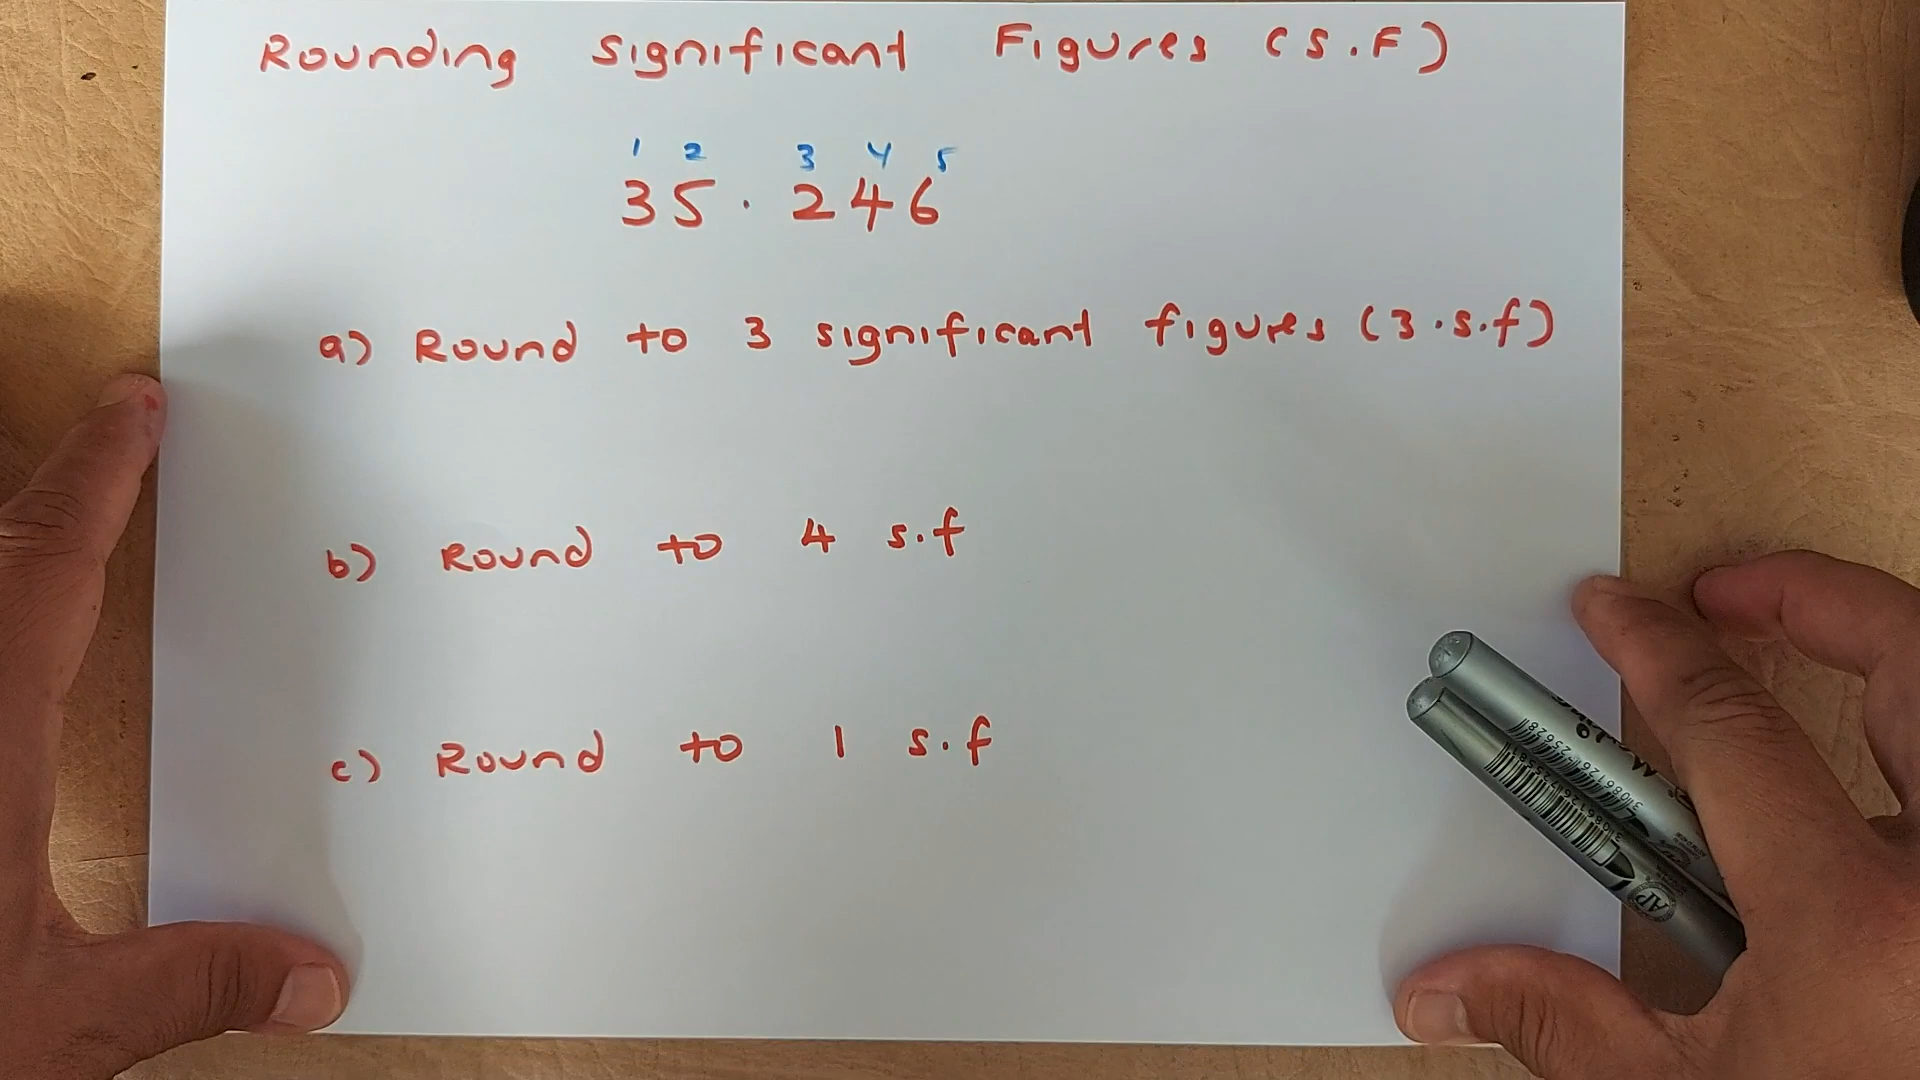 Rounding significant Figures (S.F)
1 2 3 4 5
35.246
a) Round to 3 significant figures (3.s.f)
b) Round to 4 s.f
c) Round to 1 s.f
AP